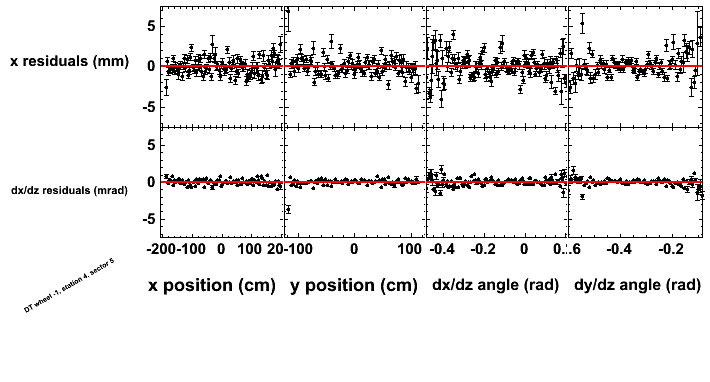 x residuals (mm)
5
0
-5
dx/dz residuals (mrad)
5
0
-5
-200 -100 0 100 20 -100 0 100 -0.4 -0.2 0 0. .6 -0.4 -0.2
x position (cm) y position (cm) dx/dz angle (rad) dy/dz angle (rad)
DT wheel -1, station 4, sector 5